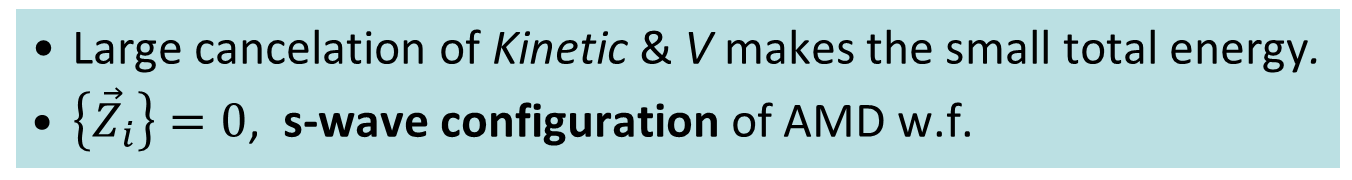 • Large cancelation of Kinetic & V makes the small total energy.
• {Z⃗ᵢ} = 0, s-wave configuration of AMD w.f.